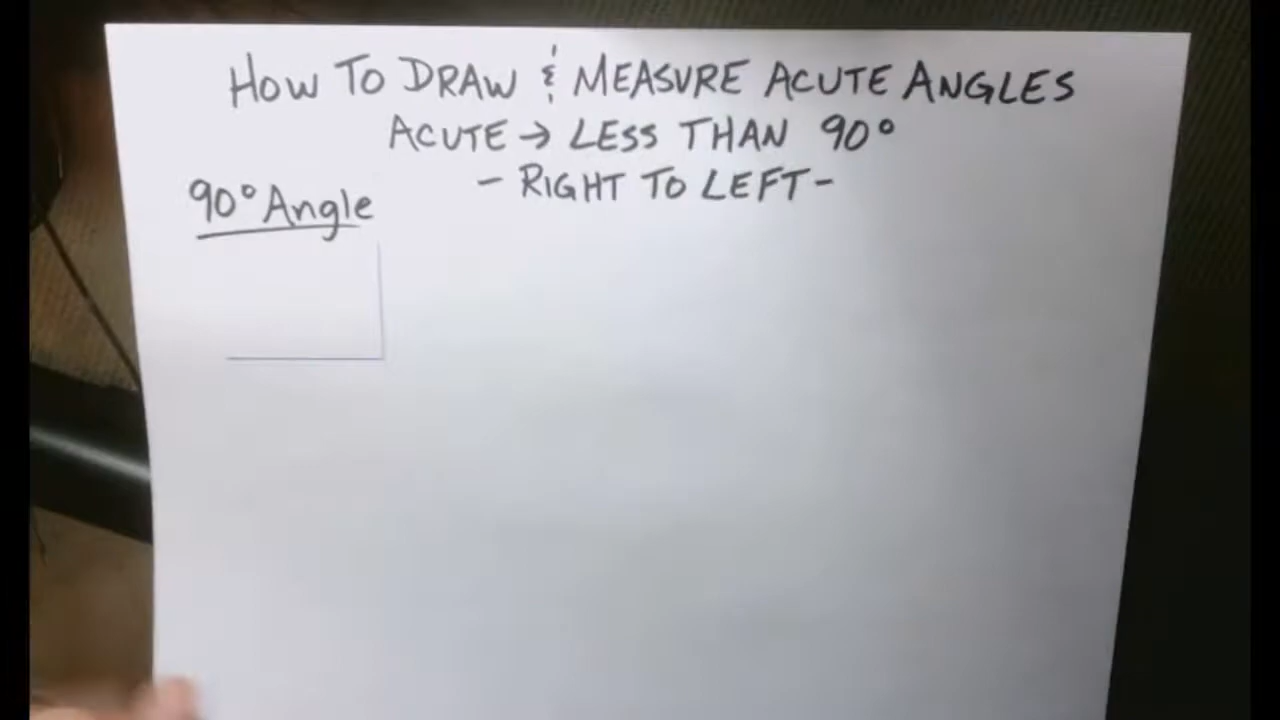 HOW TO DRAW & MEASURE ACUTE ANGLES
ACUTE → LESS THAN 90°
- RIGHT TO LEFT -
90° Angle